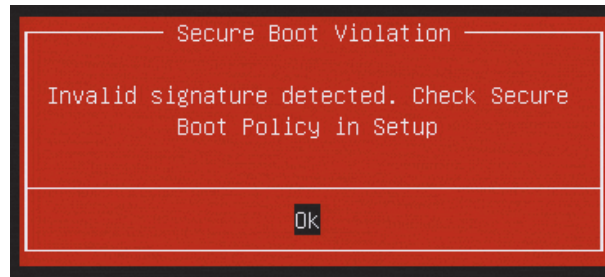 Secure Boot Violation
Invalid signature detected. Check Secure
Boot Policy in Setup
Ok